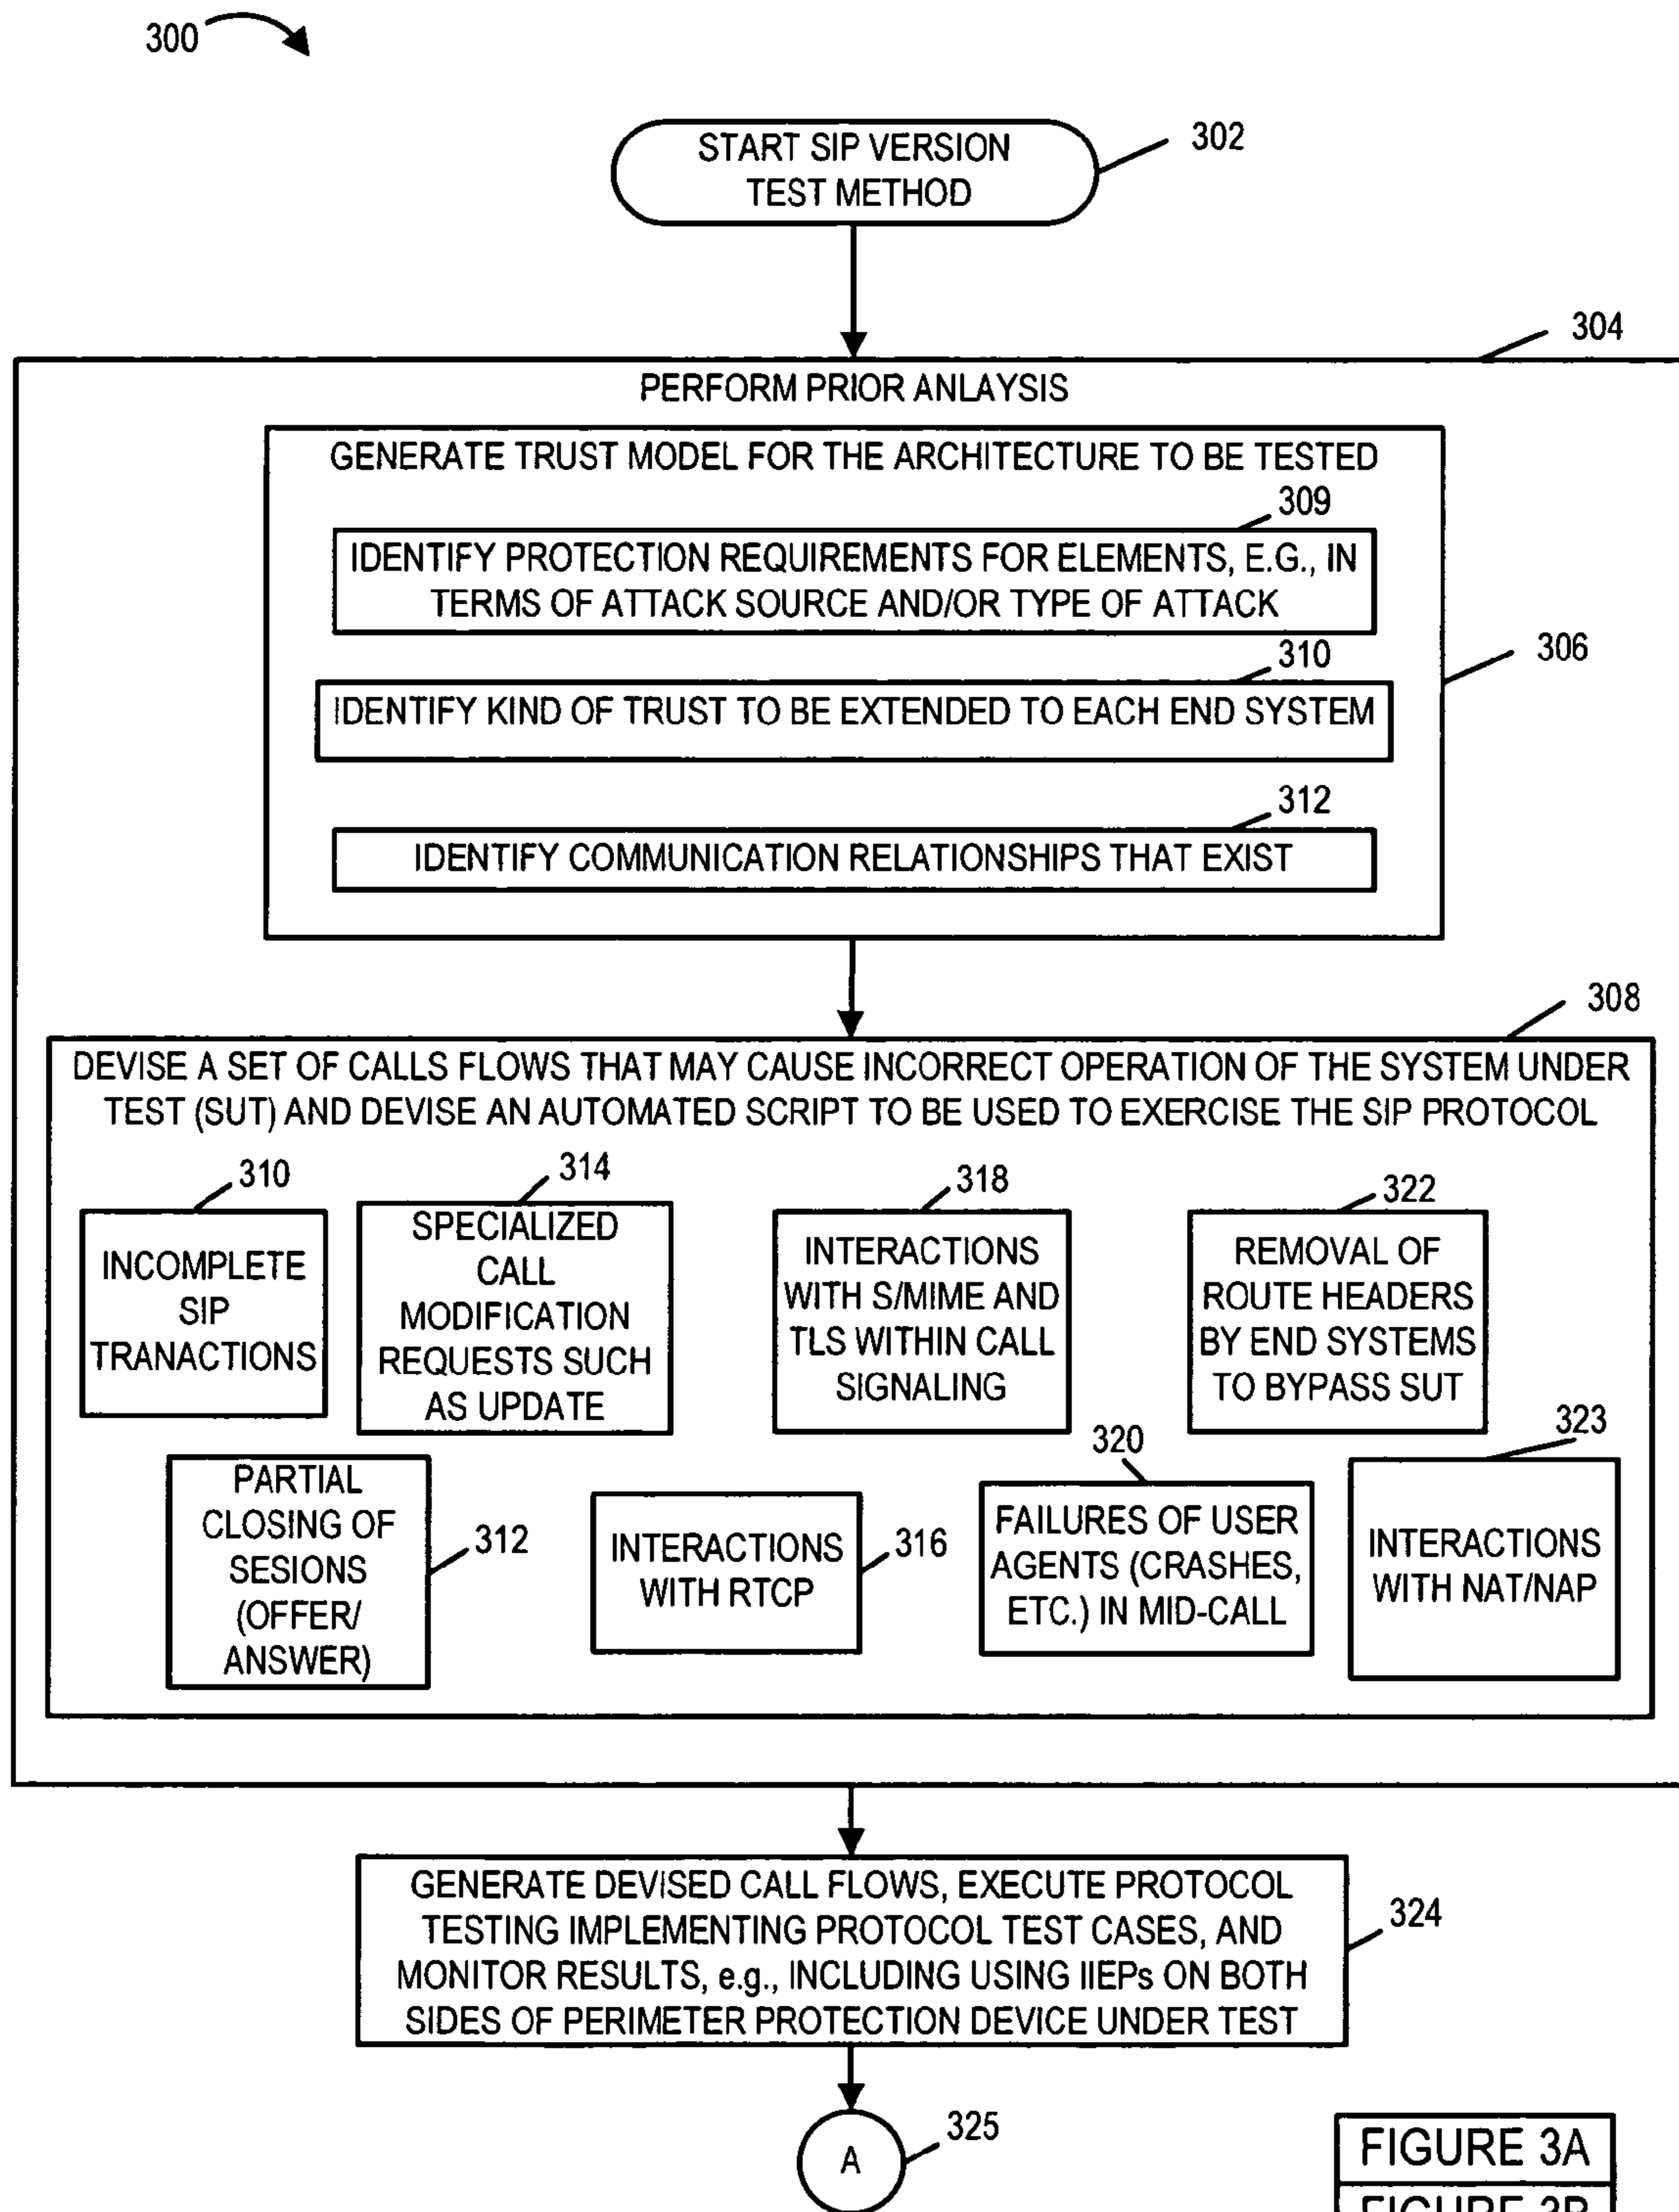 300
START SIP VERSION
TEST METHOD
302
304
PERFORM PRIOR ANLAYSIS
GENERATE TRUST MODEL FOR THE ARCHITECTURE TO BE TESTED
309
IDENTIFY PROTECTION REQUIREMENTS FOR ELEMENTS, E.G., IN
TERMS OF ATTACK SOURCE AND/OR TYPE OF ATTACK
306
310
IDENTIFY KIND OF TRUST TO BE EXTENDED TO EACH END SYSTEM
312
IDENTIFY COMMUNICATION RELATIONSHIPS THAT EXIST
308
DEVISE A SET OF CALLS FLOWS THAT MAY CAUSE INCORRECT OPERATION OF THE SYSTEM UNDER
TEST (SUT) AND DEVISE AN AUTOMATED SCRIPT TO BE USED TO EXERCISE THE SIP PROTOCOL
310
INCOMPLETE
SIP
TRANACTIONS
314
SPECIALIZED
CALL
MODIFICATION
REQUESTS SUCH
AS UPDATE
318
INTERACTIONS
WITH S/MIME AND
TLS WITHIN CALL
SIGNALING
322
REMOVAL OF
ROUTE HEADERS
BY END SYSTEMS
TO BYPASS SUT
PARTIAL
CLOSING OF
SESIONS
(OFFER/
ANSWER)
312
INTERACTIONS
WITH RTCP
316
320
FAILURES OF USER
AGENTS (CRASHES,
ETC.) IN MID-CALL
323
INTERACTIONS
WITH NAT/NAP
GENERATE DEVISED CALL FLOWS, EXECUTE PROTOCOL
TESTING IMPLEMENTING PROTOCOL TEST CASES, AND
MONITOR RESULTS, e.g., INCLUDING USING IIEPs ON BOTH
SIDES OF PERIMETER PROTECTION DEVICE UNDER TEST
324
A
325
FIGURE 3A
FIGURE 3B